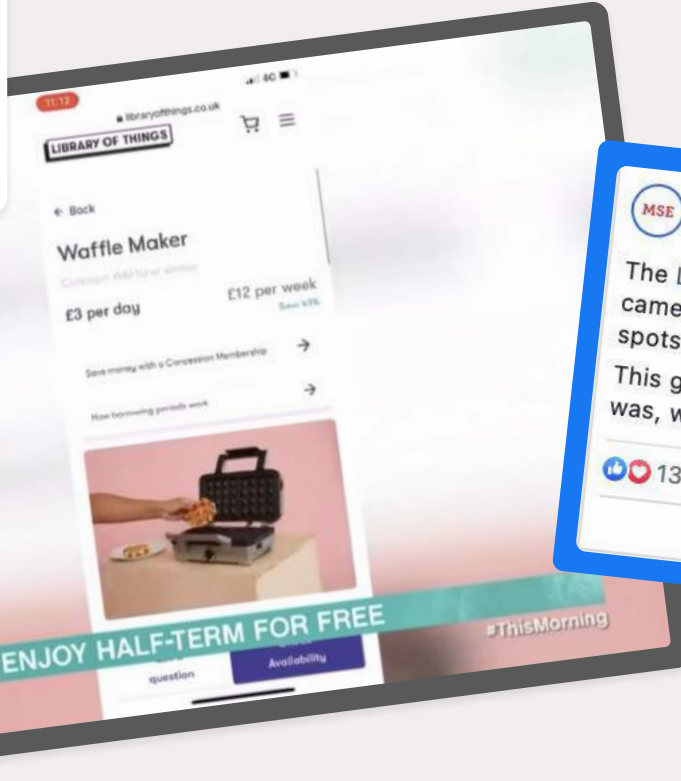 11:12
4G
libraryofthings.co.uk
LIBRARY OF THINGS
← Back
Waffle Maker
£3 per day
£12 per week
Save 43%
Save money with a Concession Membership →
How borrowing periods work →
question
Availability
ENJOY HALF-TERM FOR FREE
#ThisMorning
MSE
The
came
spots
This g
was, w
13